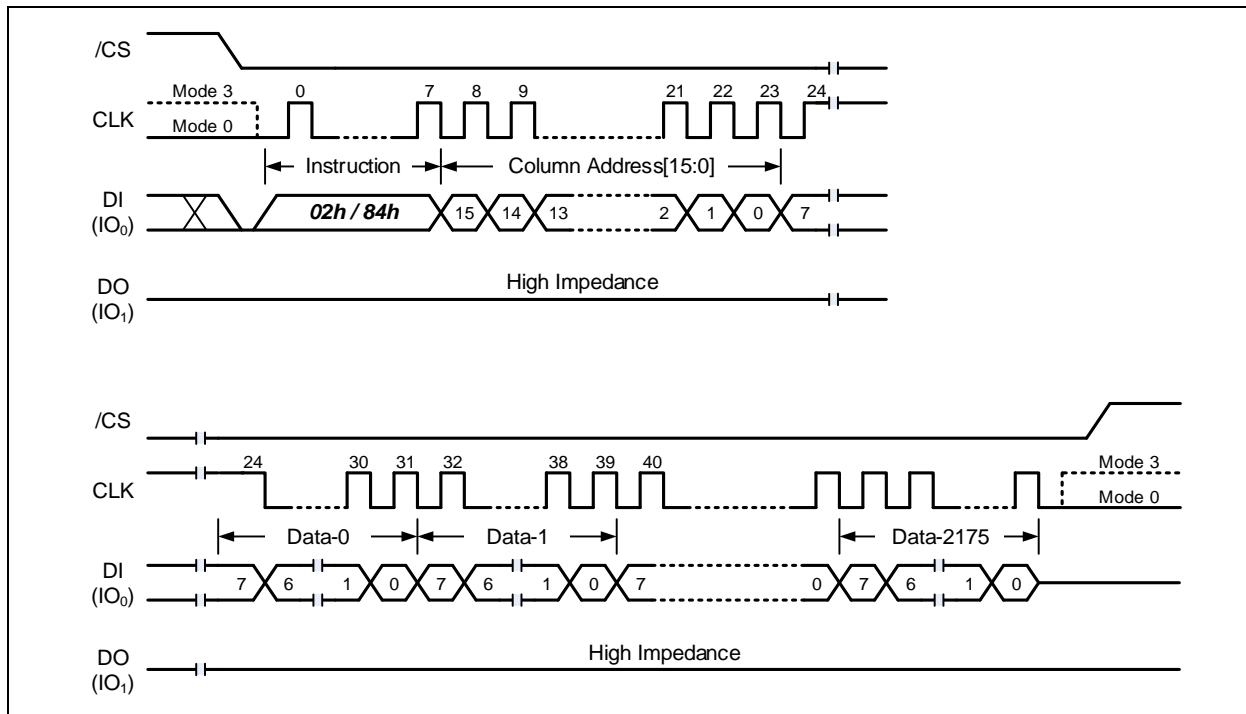 /CS
Mode 3 0 7 8 9 21 22 23 24
CLK
Mode 0
Instruction Column Address[15:0]
DI
(IO₀)
02h / 84h 15 14 13 2 1 0 7
High Impedance
DO
(IO₁)
/CS
24 30 31 32 38 39 40 Mode 3
CLK
Mode 0
Data-0 Data-1 Data-2175
DI
(IO₀)
7 6 1 0 7 6 1 0 7 0 7 6 1 0
High Impedance
DO
(IO₁)